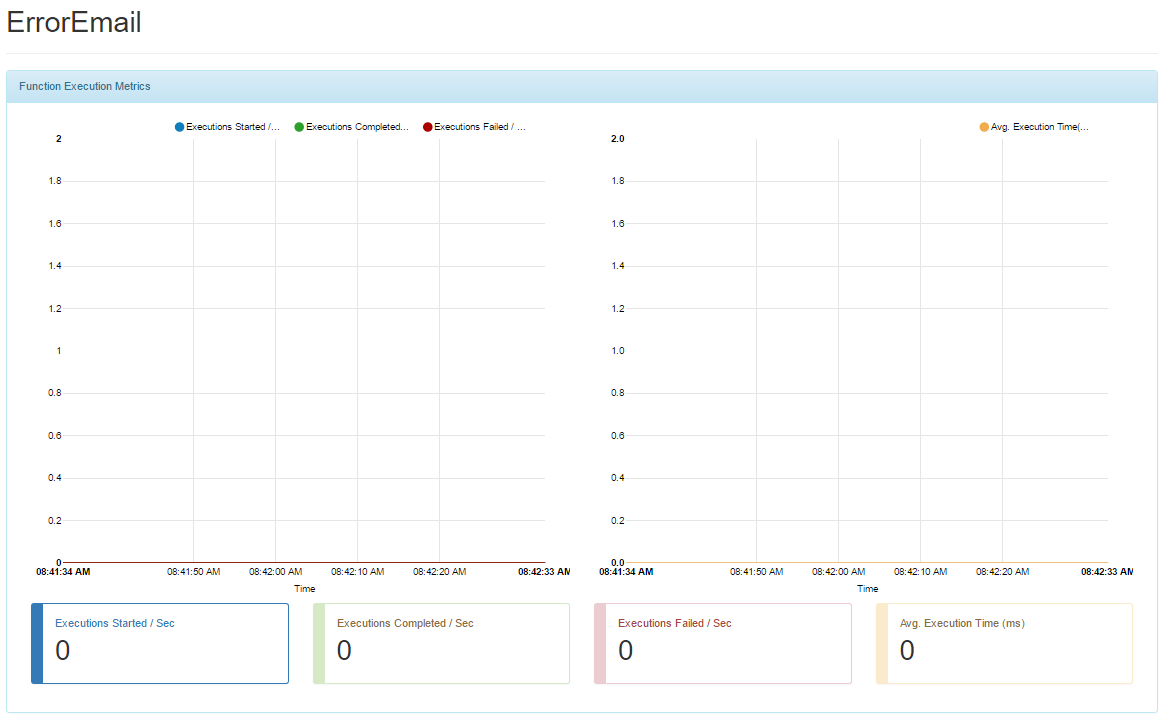 ErrorEmail
Function Execution Metrics
Executions Started /... Executions Completed... Executions Failed / ...
2
1.8
1.6
1.4
1.2
1
0.8
0.6
0.4
0.2
0
08:41:34 AM 08:41:50 AM 08:42:00 AM 08:42:10 AM 08:42:20 AM 08:42:33 AM
Time
Avg. Execution Time(...
2.0
1.8
1.6
1.4
1.2
1.0
0.8
0.6
0.4
0.2
0.0
08:41:34 AM 08:41:50 AM 08:42:00 AM 08:42:10 AM 08:42:20 AM 08:42:33 AM
Time
Executions Started / Sec
0
Executions Completed / Sec
0
Executions Failed / Sec
0
Avg. Execution Time (ms)
0